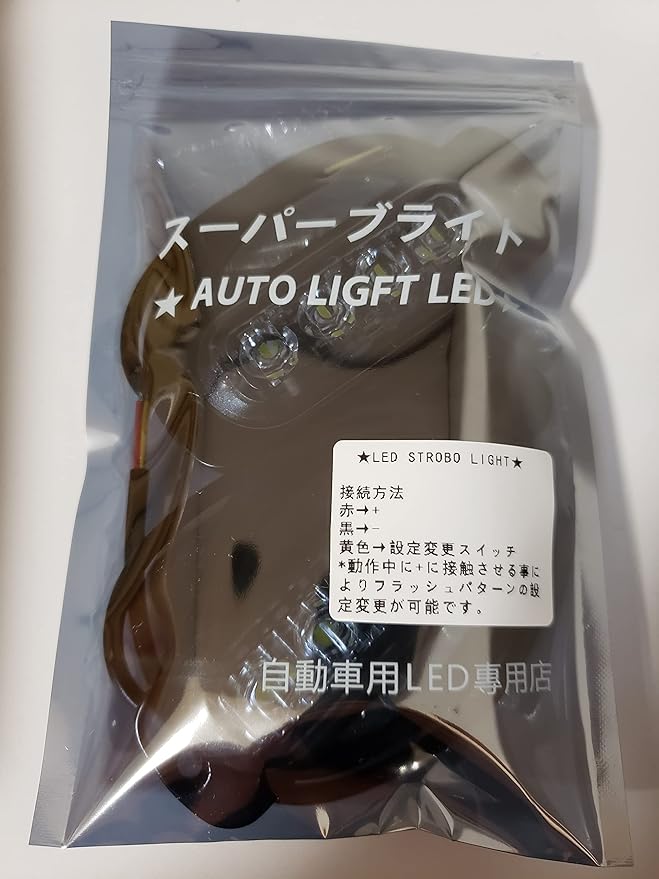 スーパーブライト
★ AUTO LIGFT LED★
★LED STROBO LIGHT★
接続方法
赤→+
黒→-
黄色→設定変更スイッチ
*動作中に+に接触させる事に
よりフラッシュパターンの設
定変更が可能です。
自動車用LED専用店